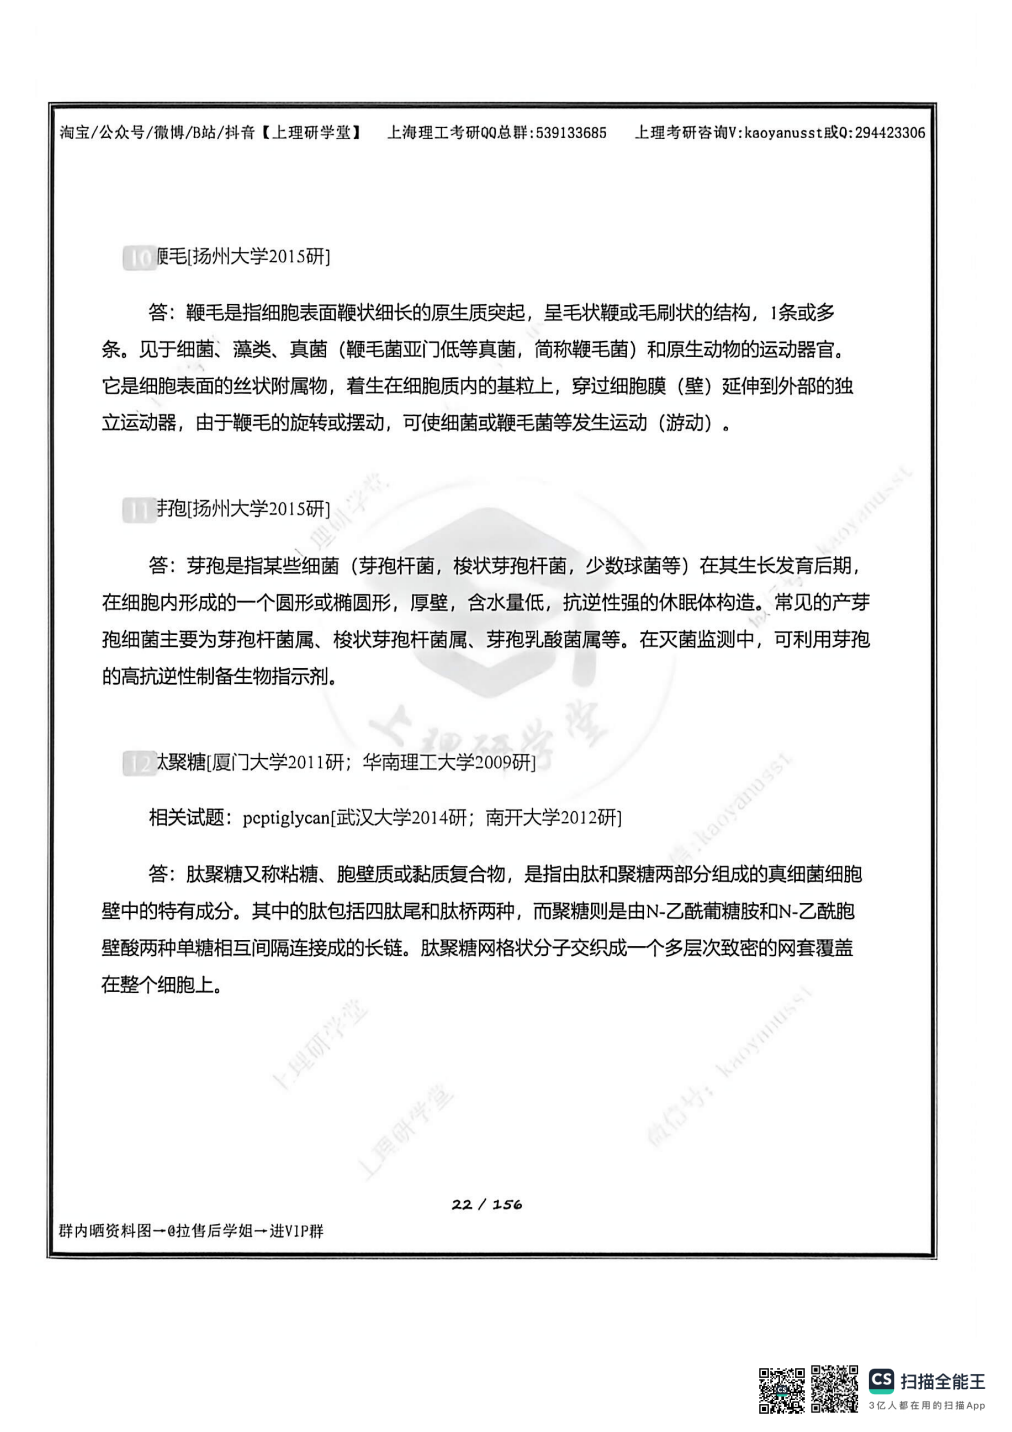 淘宝/公众号/微博/B站/抖音【上理研学堂】 上海理工考研QQ总群:539133685 上理考研咨询V:kaoyanusst或Q:294423306
10 鞭毛[扬州大学2015研]
答：鞭毛是指细胞表面鞭状细长的原生质突起，呈毛状鞭或毛刷状的结构，1条或多
条。见于细菌、藻类、真菌（鞭毛菌亚门低等真菌，简称鞭毛菌）和原生动物的运动器官。
它是细胞表面的丝状附属物，着生在细胞质内的基粒上，穿过细胞膜（壁）延伸到外部的独
立运动器，由于鞭毛的旋转或摆动，可使细菌或鞭毛菌等发生运动（游动）。
11 芽孢[扬州大学2015研]
答：芽孢是指某些细菌（芽孢杆菌，梭状芽孢杆菌，少数球菌等）在其生长发育后期，
在细胞内形成的一个圆形或椭圆形，厚壁，含水量低，抗逆性强的休眠体构造。常见的产芽
孢细菌主要为芽孢杆菌属、梭状芽孢杆菌属、芽孢乳酸菌属等。在灭菌监测中，可利用芽孢
的高抗逆性制备生物指示剂。
上理研学堂
12 肽聚糖[厦门大学2011研；华南理工大学2009研]
相关试题：pcptiglycan[武汉大学2014研；南开大学2012研]
答：肽聚糖又称粘糖、胞壁质或黏质复合物，是指由肽和聚糖两部分组成的真细菌细胞
壁中的特有成分。其中的肽包括四肽尾和肽桥两种，而聚糖则是由N-乙酰葡糖胺和N-乙酰胞
壁酸两种单糖相互间隔连接成的长链。肽聚糖网格状分子交织成一个多层次致密的网套覆盖
在整个细胞上。
上理研学堂
微信号：kaoyanusst
上理研学堂
22 / 156
群内晒资料图→@拉售后学姐→进VIP群
CS 扫描全能王
3亿人都在用的扫描App